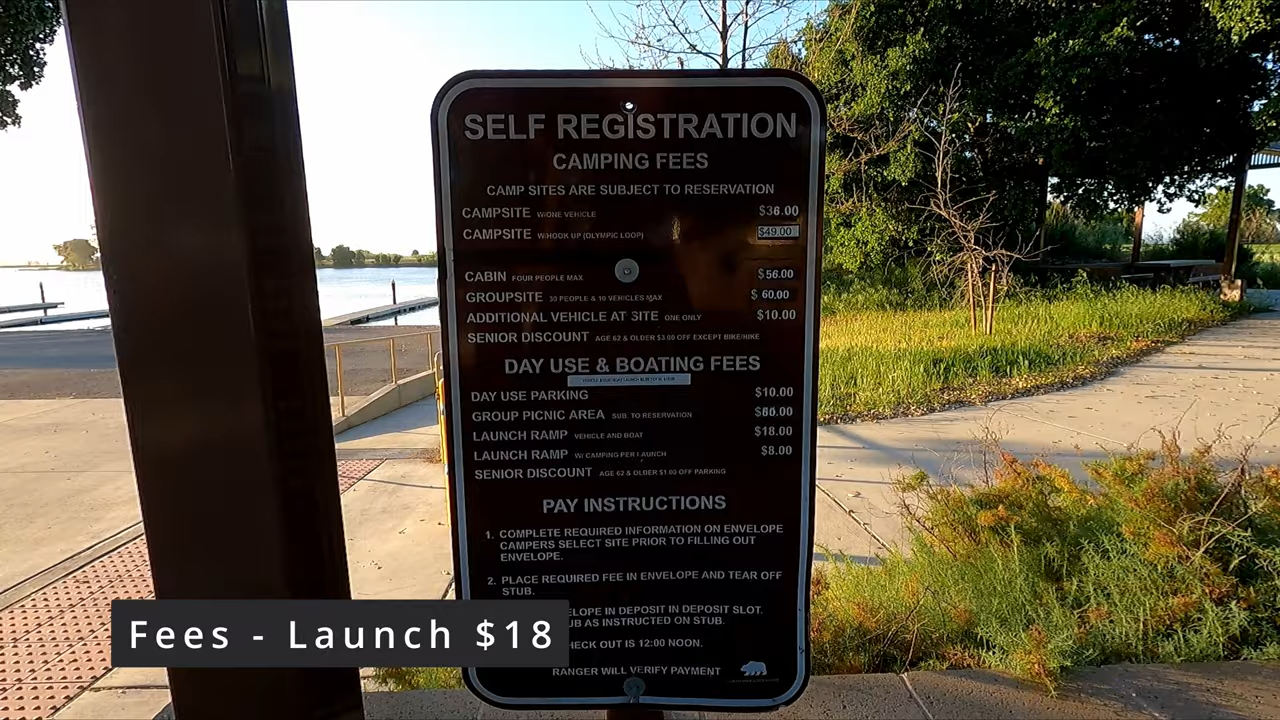 SELF REGISTRATION
CAMPING FEES
CAMP SITES ARE SUBJECT TO RESERVATION
CAMPSITE W/ONE VEHICLE $36.00
CAMPSITE W/HOOK UP (OLYMPIC LOOP) $49.00
CABIN FOUR PEOPLE MAX $56.00
GROUPSITE 30 PEOPLE & 10 VEHICLES MAX $60.00
ADDITIONAL VEHICLE AT SITE ONE ONLY $10.00
SENIOR DISCOUNT AGE 62 & OLDER $3.00 OFF EXCEPT BIKE/HIKE
DAY USE & BOATING FEES
DAY USE PARKING $10.00
GROUP PICNIC AREA SUB. TO RESERVATION $60.00
LAUNCH RAMP VEHICLE AND BOAT $18.00
LAUNCH RAMP W/ CAMPING PER LAUNCH $8.00
SENIOR DISCOUNT AGE 62 & OLDER $1.00 OFF PARKING
PAY INSTRUCTIONS
1. COMPLETE REQUIRED INFORMATION ON ENVELOPE
CAMPERS SELECT SITE PRIOR TO FILLING OUT
ENVELOPE.
2. PLACE REQUIRED FEE IN ENVELOPE AND TEAR OFF
STUB.
ELOPE IN DEPOSIT IN DEPOSIT SLOT.
UB AS INSTRUCTED ON STUB.
HECK OUT IS 12:00 NOON.
RANGER WILL VERIFY PAYMENT
Fees - Launch $18